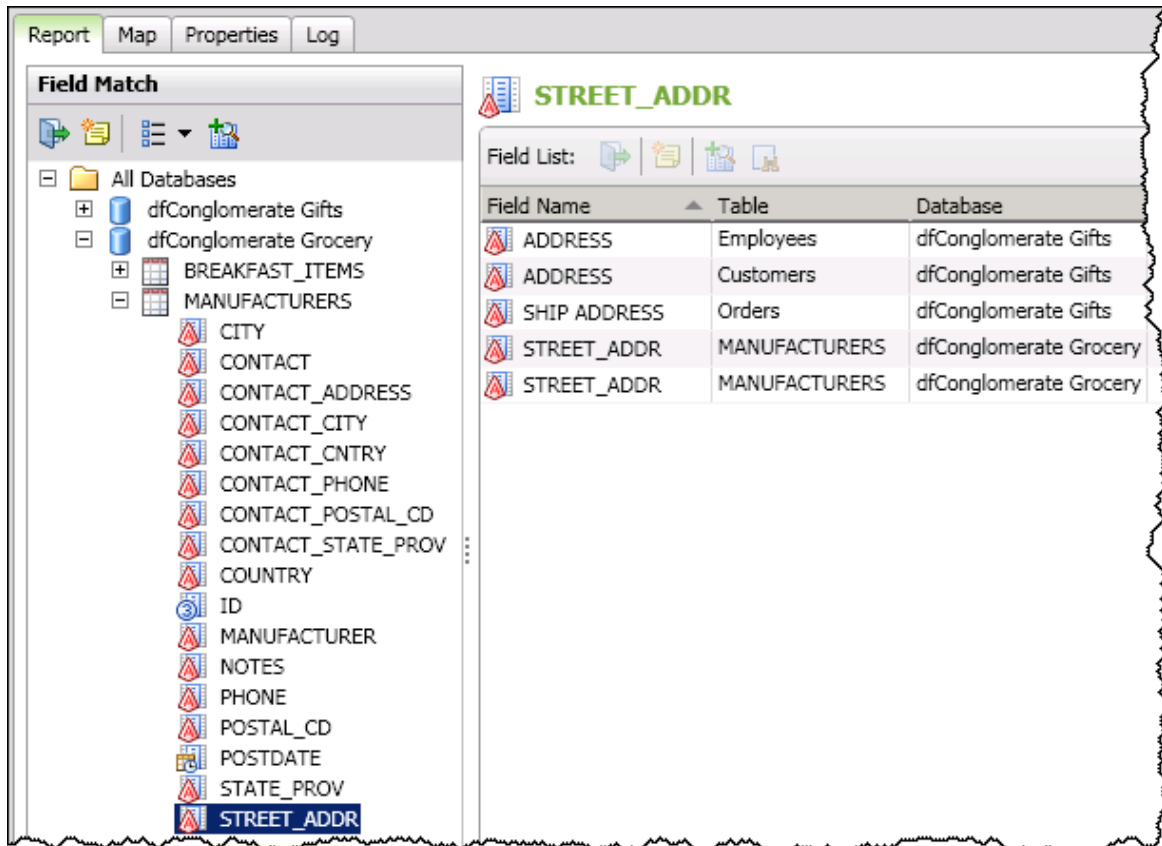 Report Map Properties Log
Field Match
All Databases
dfConglomerate Gifts
dfConglomerate Grocery
BREAKFAST_ITEMS
MANUFACTURERS
CITY
CONTACT
CONTACT_ADDRESS
CONTACT_CITY
CONTACT_CNTRY
CONTACT_PHONE
CONTACT_POSTAL_CD
CONTACT_STATE_PROV
COUNTRY
ID
MANUFACTURER
NOTES
PHONE
POSTAL_CD
POSTDATE
STATE_PROV
STREET_ADDR
STREET_ADDR
Field List:
Field Name Table Database
ADDRESS Employees dfConglomerate Gifts
ADDRESS Customers dfConglomerate Gifts
SHIP ADDRESS Orders dfConglomerate Gifts
STREET_ADDR MANUFACTURERS dfConglomerate Grocery
STREET_ADDR MANUFACTURERS dfConglomerate Grocery